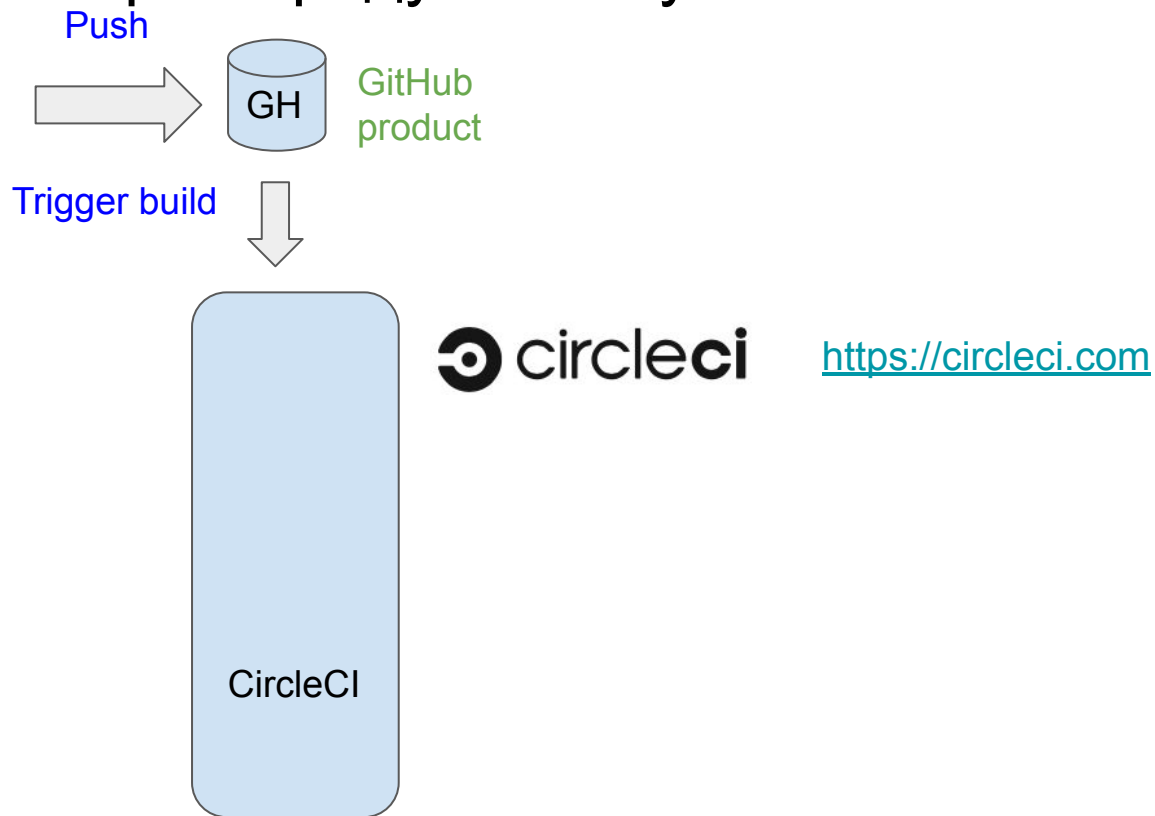 Push
GH
GitHub
product
Trigger build
circleci
https://circleci.com
CircleCI